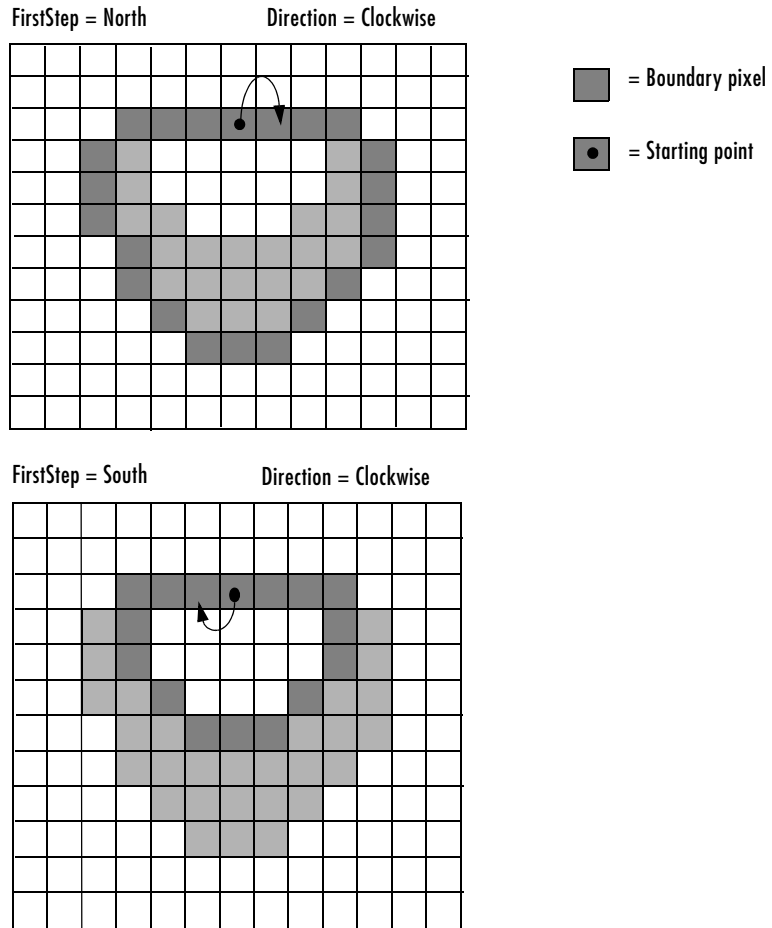 FirstStep = North
Direction = Clockwise
= Boundary pixel
= Starting point
FirstStep = South
Direction = Clockwise